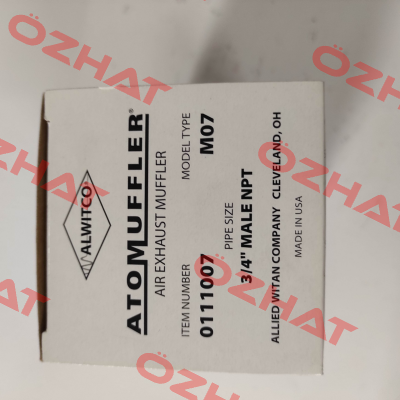 ALWITCO
ATOMUFFLER®
AIR EXHAUST MUFFLER
ITEM NUMBER MODEL TYPE
0111007 M07
PIPE SIZE
3/4" MALE NPT
ALLIED WITAN COMPANY CLEVELAND, OH
MADE IN USA
ÖZHAT
ÖZHAT
ÖZHAT
ÖZHAT
ÖZHAT
ÖZHAT